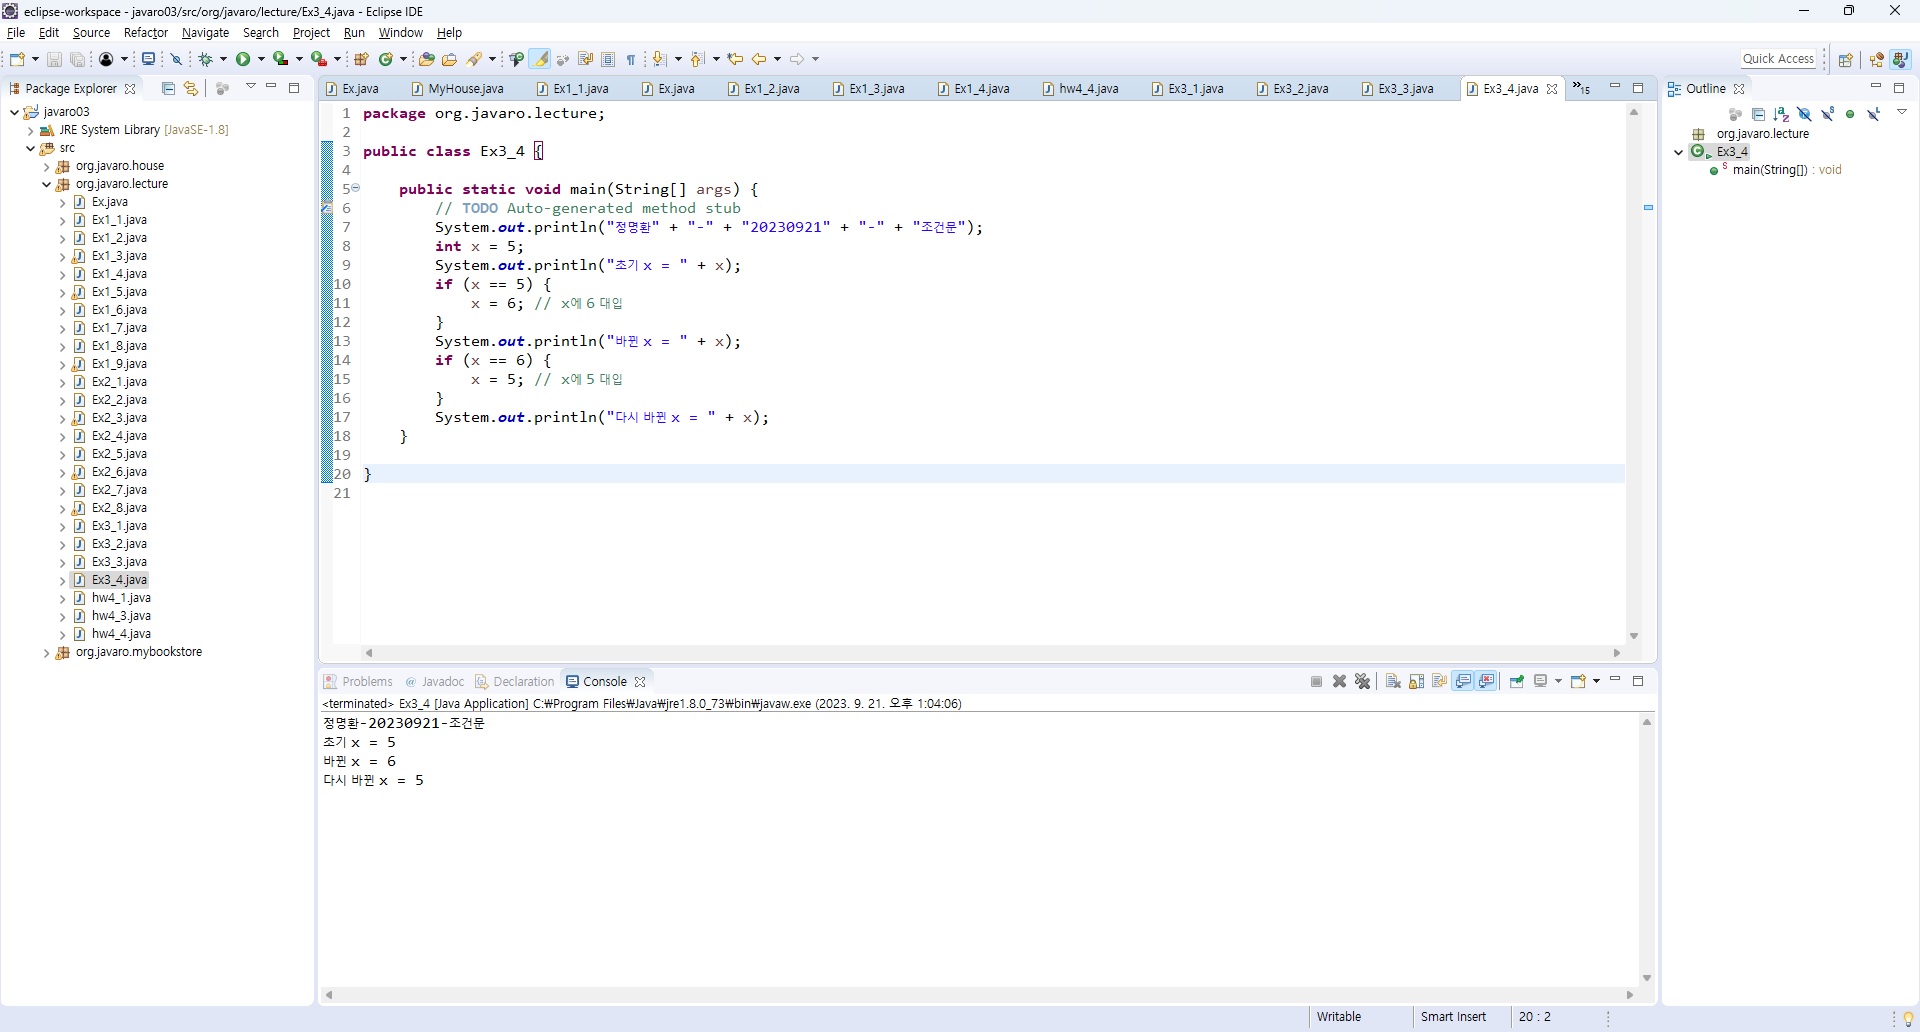 eclipse-workspace - javaro03/src/org/javaro/lecture/Ex3_4.java - Eclipse IDE
File Edit Source Refactor Navigate Search Project Run Window Help
Quick Access
Package Explorer
javaro03
JRE System Library [JavaSE-1.8]
src
org.javaro.house
org.javaro.lecture
Ex.java
Ex1_1.java
Ex1_2.java
Ex1_3.java
Ex1_4.java
Ex1_5.java
Ex1_6.java
Ex1_7.java
Ex1_8.java
Ex1_9.java
Ex2_1.java
Ex2_2.java
Ex2_3.java
Ex2_4.java
Ex2_5.java
Ex2_6.java
Ex2_7.java
Ex2_8.java
Ex3_1.java
Ex3_2.java
Ex3_3.java
Ex3_4.java
hw4_1.java
hw4_3.java
hw4_4.java
org.javaro.mybookstore
Ex.java MyHouse.java Ex1_1.java Ex.java Ex1_2.java Ex1_3.java Ex1_4.java hw4_4.java Ex3_1.java Ex3_2.java Ex3_3.java Ex3_4.java »15
1 package org.javaro.lecture;
2
3 public class Ex3_4 {
4
5 public static void main(String[] args) {
6 // TODO Auto-generated method stub
7 System.out.println("정명환" + "-" + "20230921" + "-" + "조건문");
8 int x = 5;
9 System.out.println("초기 x = " + x);
10 if (x == 5) {
11 x = 6; // x에 6 대입
12 }
13 System.out.println("바뀐 x = " + x);
14 if (x == 6) {
15 x = 5; // x에 5 대입
16 }
17 System.out.println("다시 바뀐 x = " + x);
18 }
19
20 }
21
Problems Javadoc Declaration Console
<terminated> Ex3_4 [Java Application] C:₩Program Files₩Java₩jre1.8.0_73₩bin₩javaw.exe (2023. 9. 21. 오후 1:04:06)
정명환-20230921-조건문
초기 x = 5
바뀐 x = 6
다시 바뀐 x = 5
Outline
org.javaro.lecture
Ex3_4
main(String[]) : void
Writable Smart Insert 20 : 2